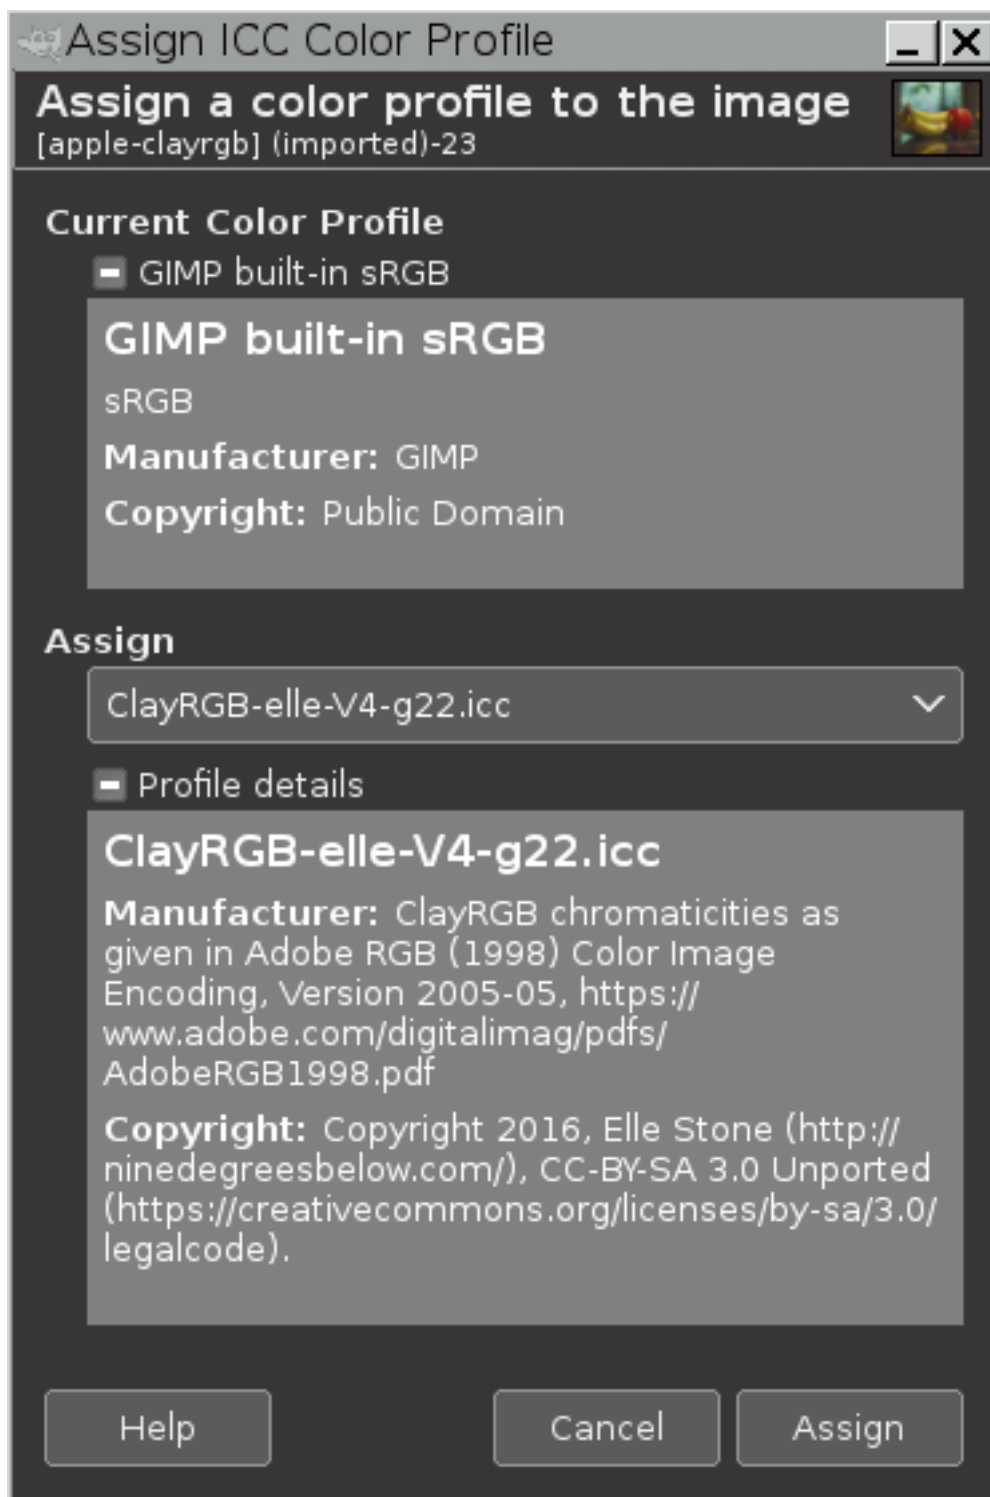 Assign ICC Color Profile
Assign a color profile to the image
[apple-clayrgb] (imported)-23
Current Color Profile
GIMP built-in sRGB
GIMP built-in sRGB
sRGB
Manufacturer: GIMP
Copyright: Public Domain
Assign
ClayRGB-elle-V4-g22.icc
Profile details
ClayRGB-elle-V4-g22.icc
Manufacturer: ClayRGB chromaticities as
given in Adobe RGB (1998) Color Image
Encoding, Version 2005-05, https://
www.adobe.com/digitalimag/pdfs/
AdobeRGB1998.pdf
Copyright: Copyright 2016, Elle Stone (http://
ninedegreesbelow.com/), CC-BY-SA 3.0 Unported
(https://creativecommons.org/licenses/by-sa/3.0/
legalcode).
Help
Cancel
Assign